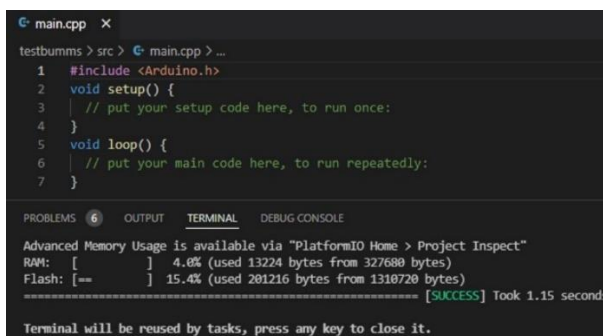 main.cpp X
testbumms > src > main.cpp > ...
1 #include <Arduino.h>
2 void setup() {
3 // put your setup code here, to run once:
4 }
5 void loop() {
6 // put your main code here, to run repeatedly:
7 }
PROBLEMS 6 OUTPUT TERMINAL DEBUG CONSOLE
Advanced Memory Usage is available via "PlatformIO Home > Project Inspect"
RAM: [ ] 4.0% (used 13224 bytes from 327680 bytes)
Flash: [== ] 15.4% (used 201216 bytes from 1310720 bytes)
======================================================== [SUCCESS] Took 1.15 seconds
Terminal will be reused by tasks, press any key to close it.